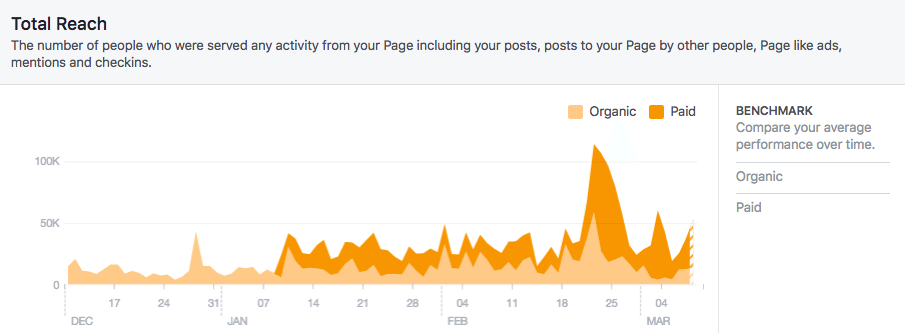 Total Reach
The number of people who were served any activity from your Page including your posts, posts to your Page by other people, Page like ads,
mentions and checkins.
Organic Paid
BENCHMARK
Compare your average
performance over time.
Organic
Paid
100K
50K
0
17 24 31 07 14 21 28 04 11 18 25 04
DEC JAN FEB MAR